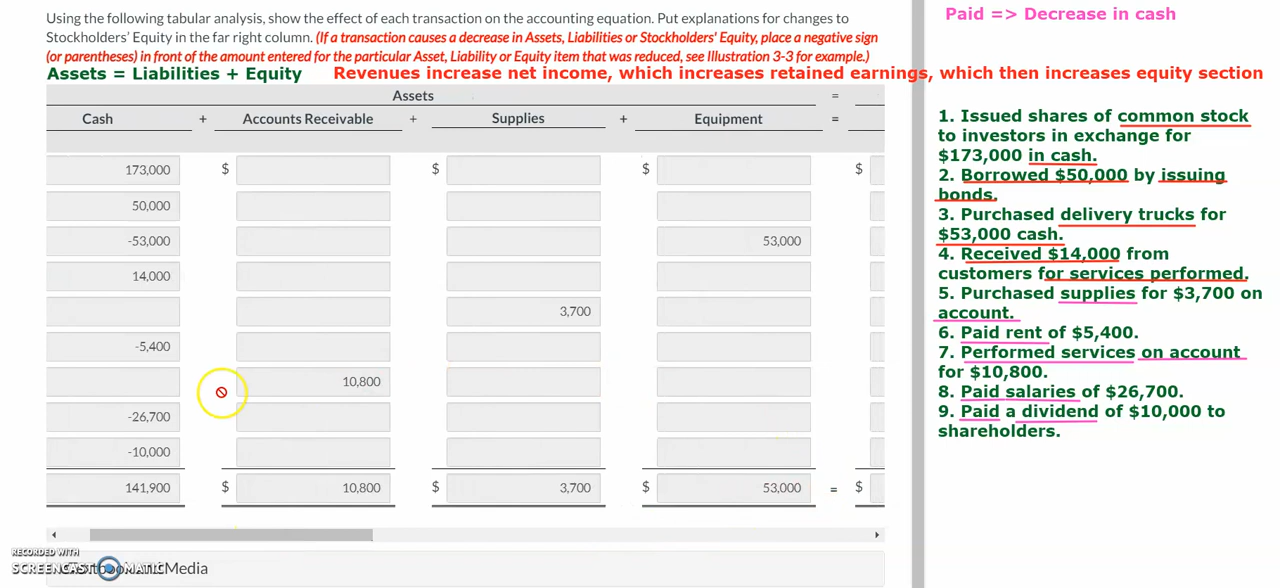 Using the following tabular analysis, show the effect of each transaction on the accounting equation. Put explanations for changes to
Stockholders' Equity in the far right column. (If a transaction causes a decrease in Assets, Liabilities or Stockholders' Equity, place a negative sign
(or parentheses) in front of the amount entered for the particular Asset, Liability or Equity item that was reduced, see Illustration 3-3 for example.)
Assets = Liabilities + Equity Revenues increase net income, which increases retained earnings, which then increases equity section
Assets =
Cash + Accounts Receivable + Supplies + Equipment =
173,000 $ $ $ $
50,000
-53,000 53,000
14,000
3,700
-5,400
10,800
-26,700
-10,000
141,900 $ 10,800 $ 3,700 $ 53,000 = $
RECORDED WITH
SCREENCAST MATIC
Media
Paid => Decrease in cash
1. Issued shares of common stock
to investors in exchange for
$173,000 in cash.
2. Borrowed $50,000 by issuing
bonds.
3. Purchased delivery trucks for
$53,000 cash.
4. Received $14,000 from
customers for services performed.
5. Purchased supplies for $3,700 on
account.
6. Paid rent of $5,400.
7. Performed services on account
for $10,800.
8. Paid salaries of $26,700.
9. Paid a dividend of $10,000 to
shareholders.